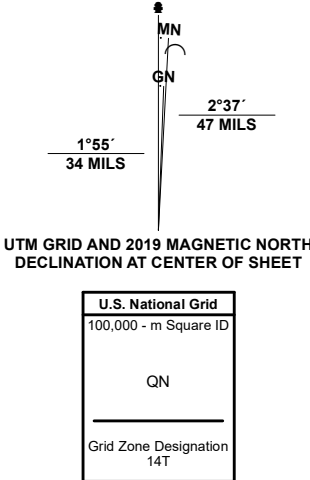 MN
GN
2°37´
47 MILS
1°55´
34 MILS
UTM GRID AND 2019 MAGNETIC NORTH
DECLINATION AT CENTER OF SHEET
U.S. National Grid
100,000 - m Square ID
QN
Grid Zone Designation
14T